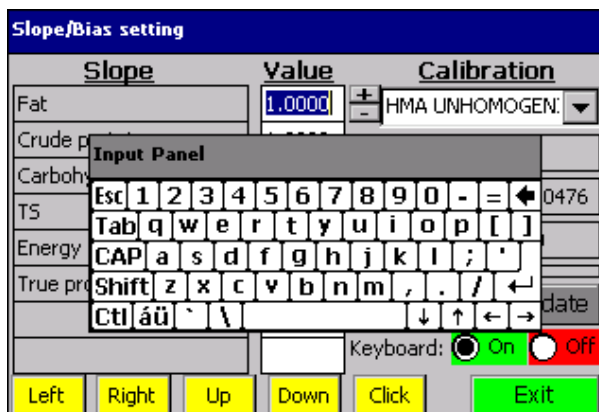 Slope/Bias setting
Slope Value Calibration
Fat 1.0000 + - HMA UNHOMOGEN
Crude p
Input Panel
Carbohy
Esc 1 2 3 4 5 6 7 8 9 0 - =
0476
TS
Tab q w e r t y u i o p [ ]
Energy
CAP a s d f g h j k l ; '
True pro
Shift z x c v b n m , . /
date
Ctl áü ` \ ↓ ↑ ← →
Keyboard: On Off
Left Right Up Down Click Exit